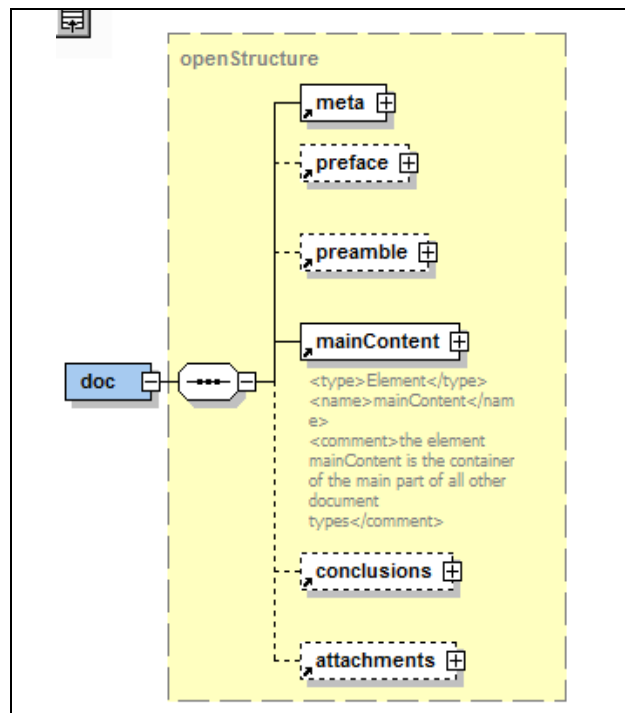 openStructure
meta
preface
preamble
mainContent
doc
<type>Element</type>
<name>mainContent</nam
e>
<comment>the element
mainContent is the container
of the main part of all other
document
types</comment>
conclusions
attachments